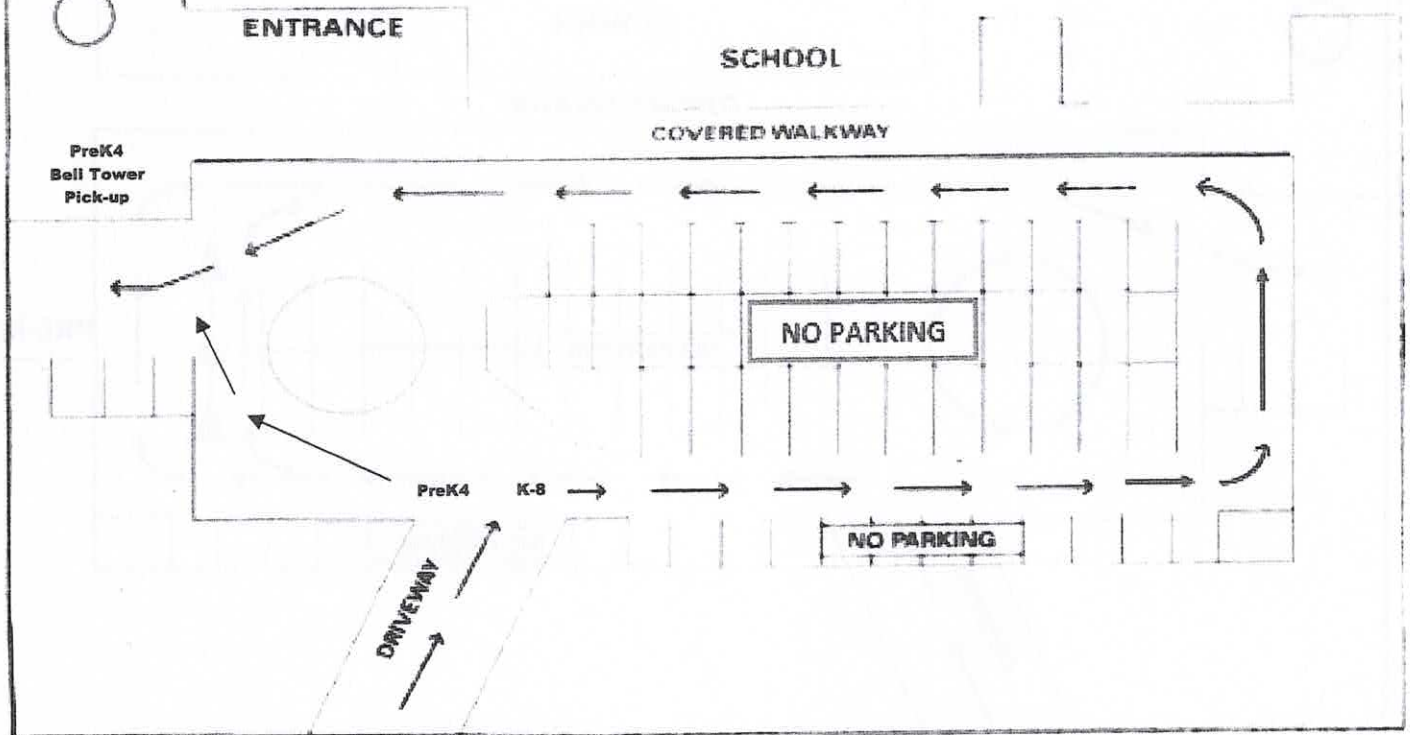 ENTRANCE
SCHOOL
COVERED WALKWAY
PreK4
Bell Tower
Pick-up
NO PARKING
PreK4
K-8
NO PARKING
DRIVEWAY